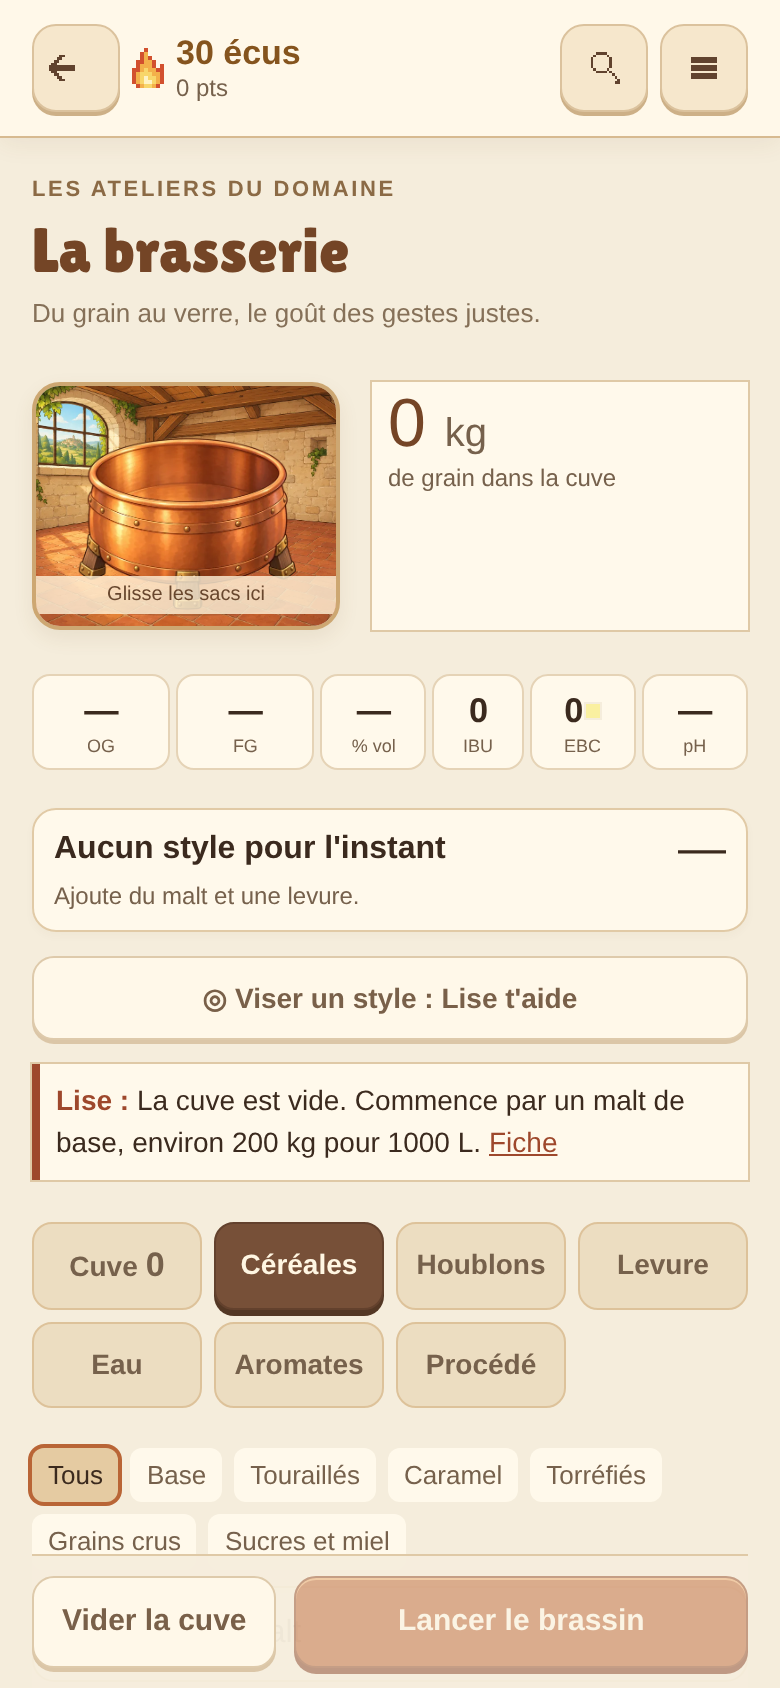 30 écus
0 pts
LES ATELIERS DU DOMAINE
La brasserie
Du grain au verre, le goût des gestes justes.
0 kg
de grain dans la cuve
Glisse les sacs ici
— — — 0 0 —
OG FG % vol IBU EBC pH
Aucun style pour l'instant —
Ajoute du malt et une levure.
◎ Viser un style : Lise t'aide
Lise : La cuve est vide. Commence par un malt de
base, environ 200 kg pour 1000 L. Fiche
Cuve 0 Céréales Houblons Levure
Eau Aromates Procédé
Tous Base Touraillés Caramel Torréfiés
Grains crus Sucres et miel
Vider la cuve Lancer le brassin